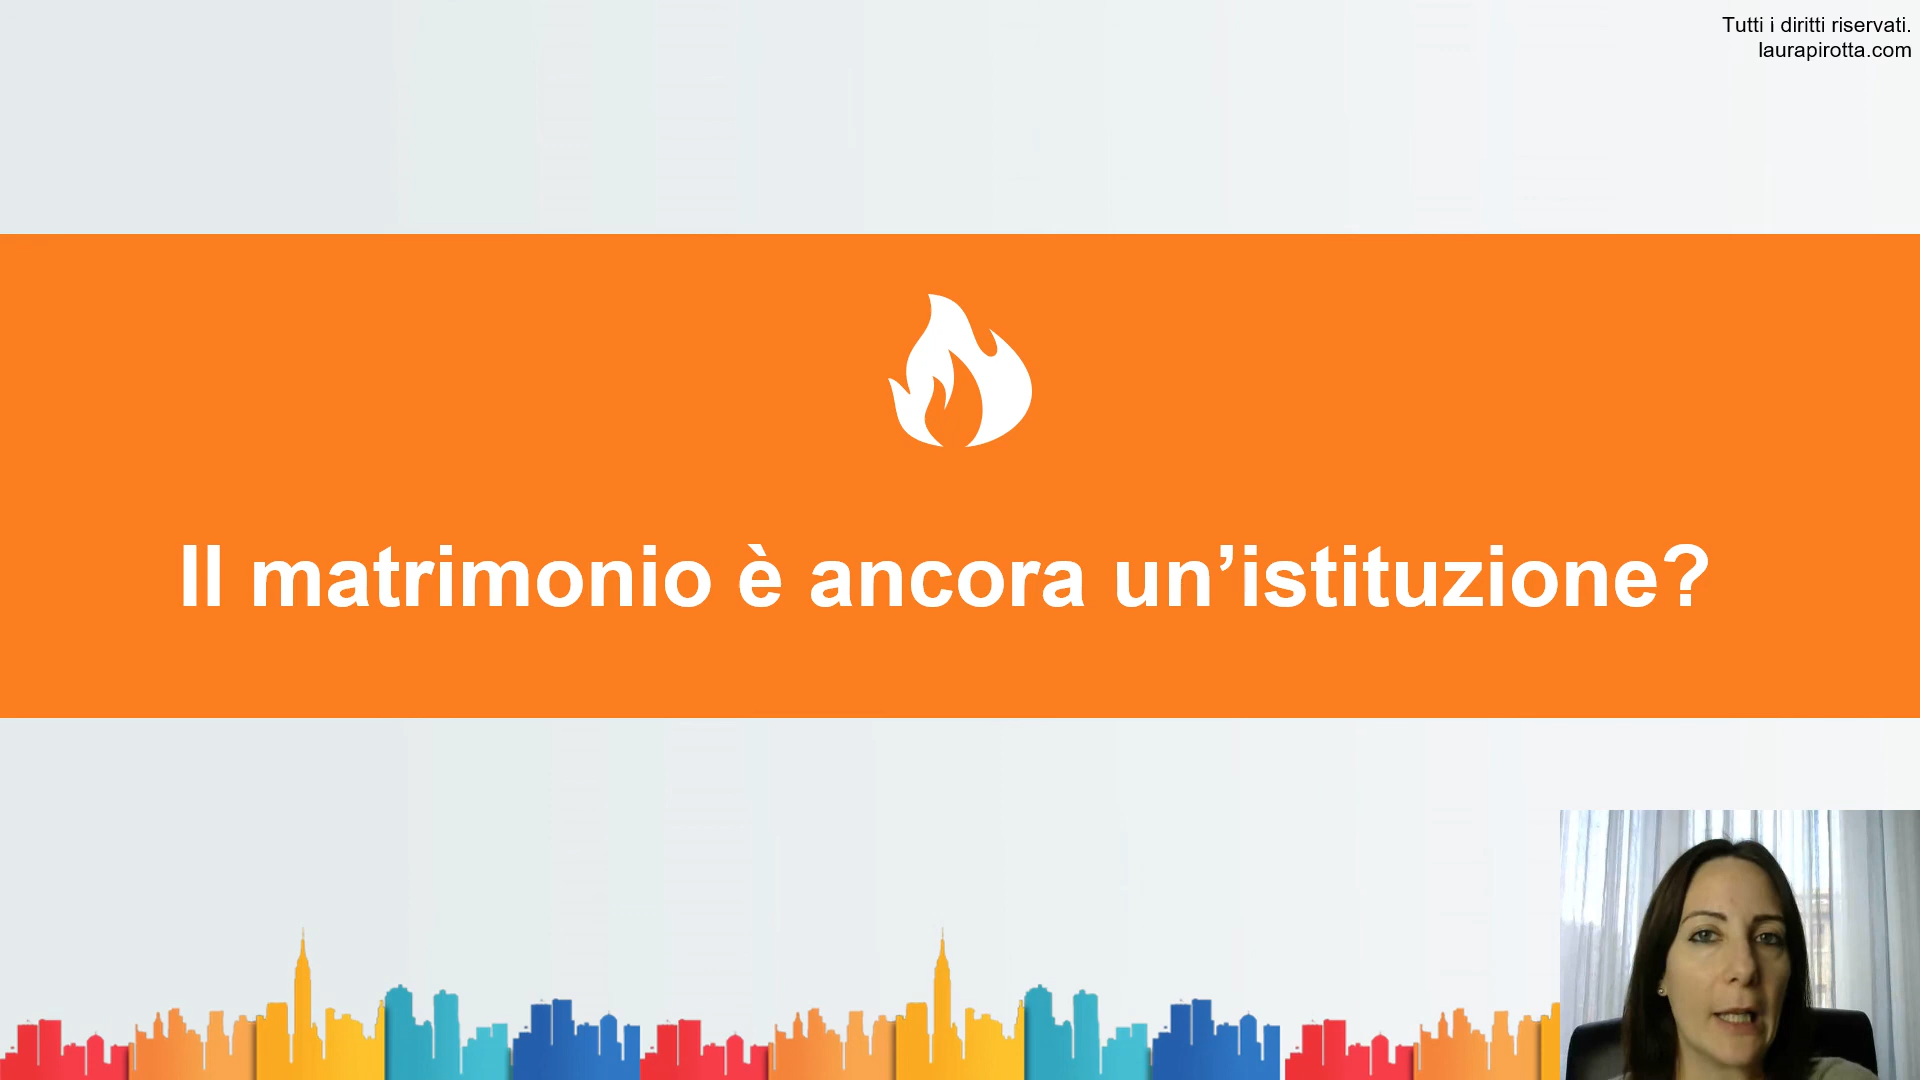 Tutti i diritti riservati.
laurapirotta.com
Il matrimonio è ancora un’istituzione?